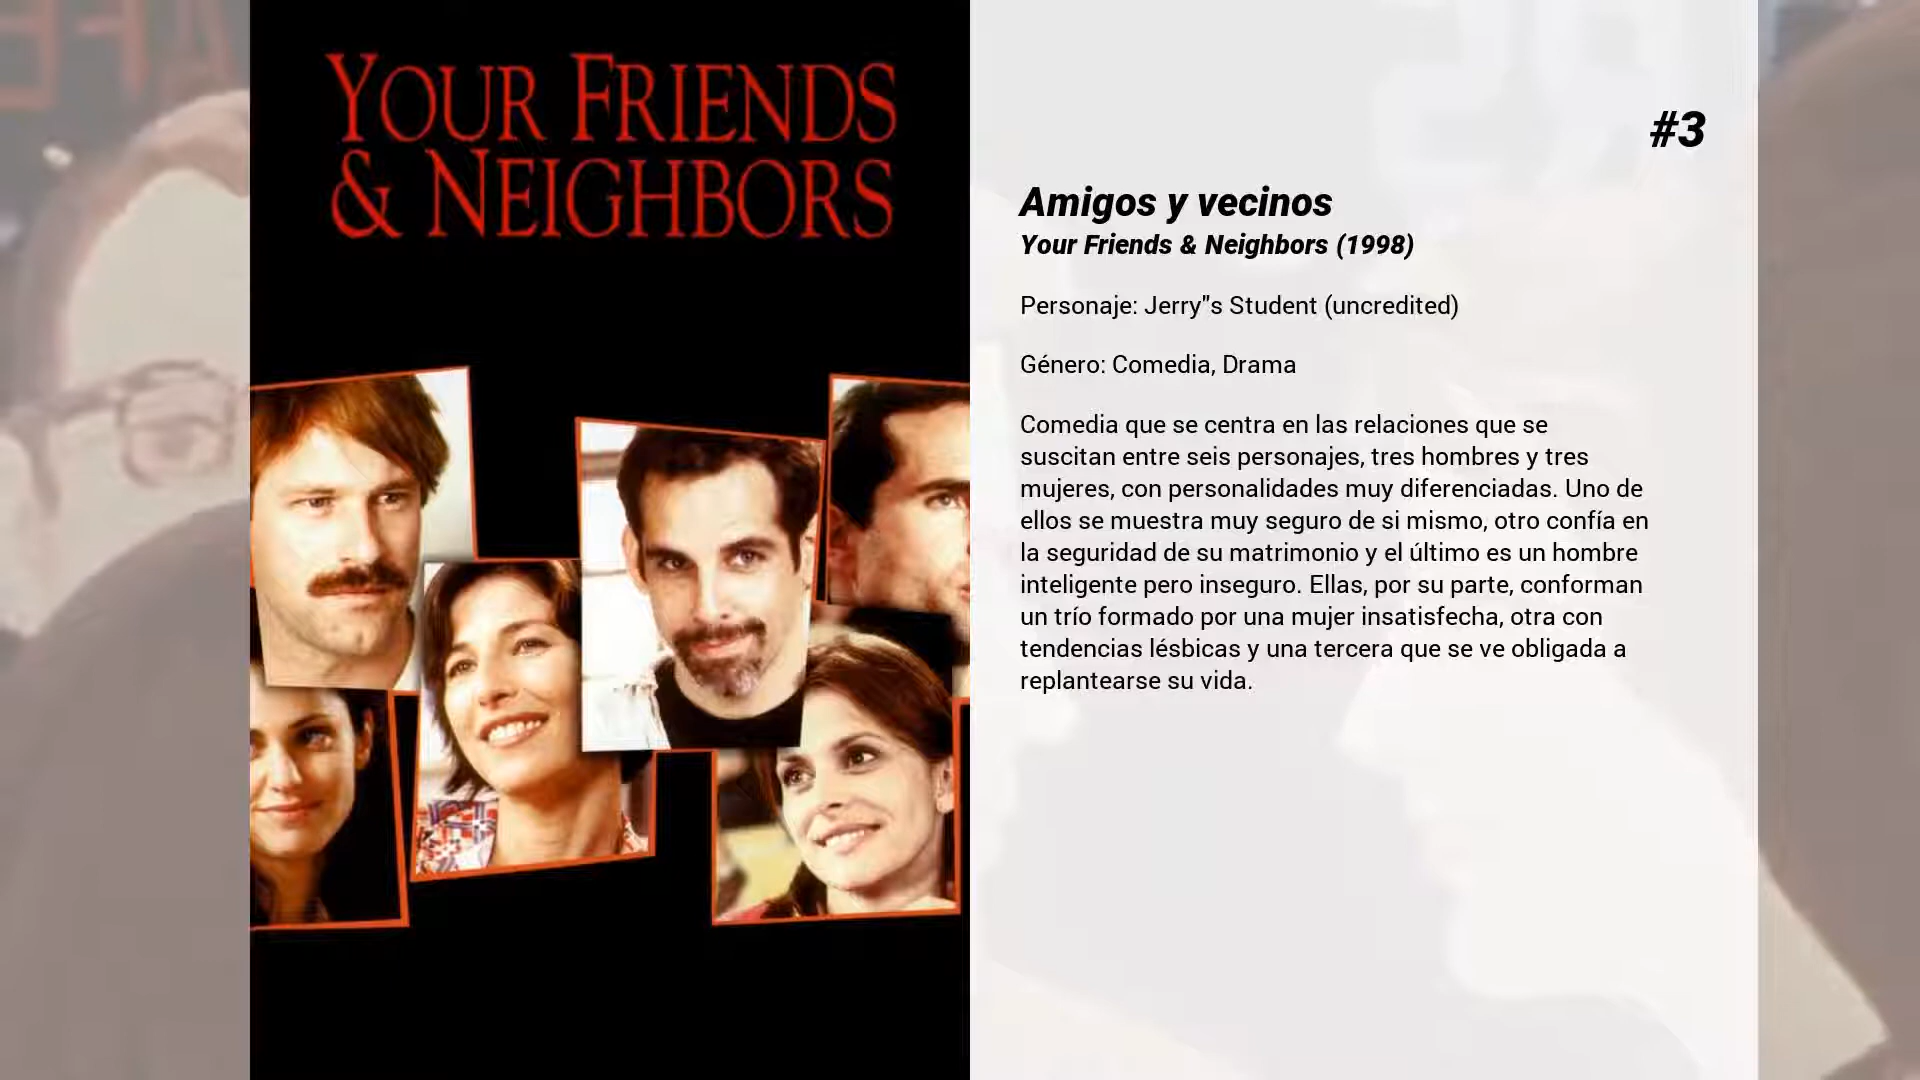 YOUR FRIENDS
& NEIGHBORS
#3
Amigos y vecinos
Your Friends & Neighbors (1998)
Personaje: Jerry"s Student (uncredited)
Género: Comedia, Drama
Comedia que se centra en las relaciones que se
suscitan entre seis personajes, tres hombres y tres
mujeres, con personalidades muy diferenciadas. Uno de
ellos se muestra muy seguro de si mismo, otro confía en
la seguridad de su matrimonio y el último es un hombre
inteligente pero inseguro. Ellas, por su parte, conforman
un trío formado por una mujer insatisfecha, otra con
tendencias lésbicas y una tercera que se ve obligada a
replantearse su vida.